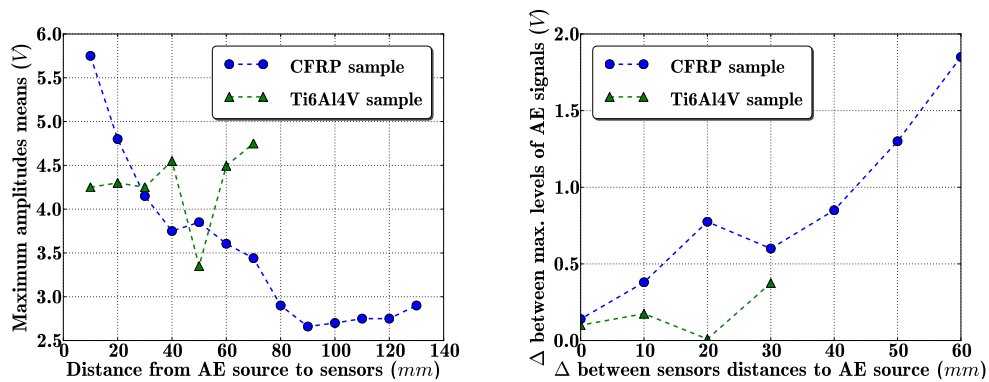 Maximum amplitudes means (V)
6.0
5.5
5.0
4.5
4.0
3.5
3.0
2.5
0 20 40 60 80 100 120 140
Distance from AE source to sensors (mm)
CFRP sample
Ti6Al4V sample
Δ between max. levels of AE signals (V)
2.0
1.5
1.0
0.5
0.0
0 10 20 30 40 50 60
Δ between sensors distances to AE source (mm)
CFRP sample
Ti6Al4V sample